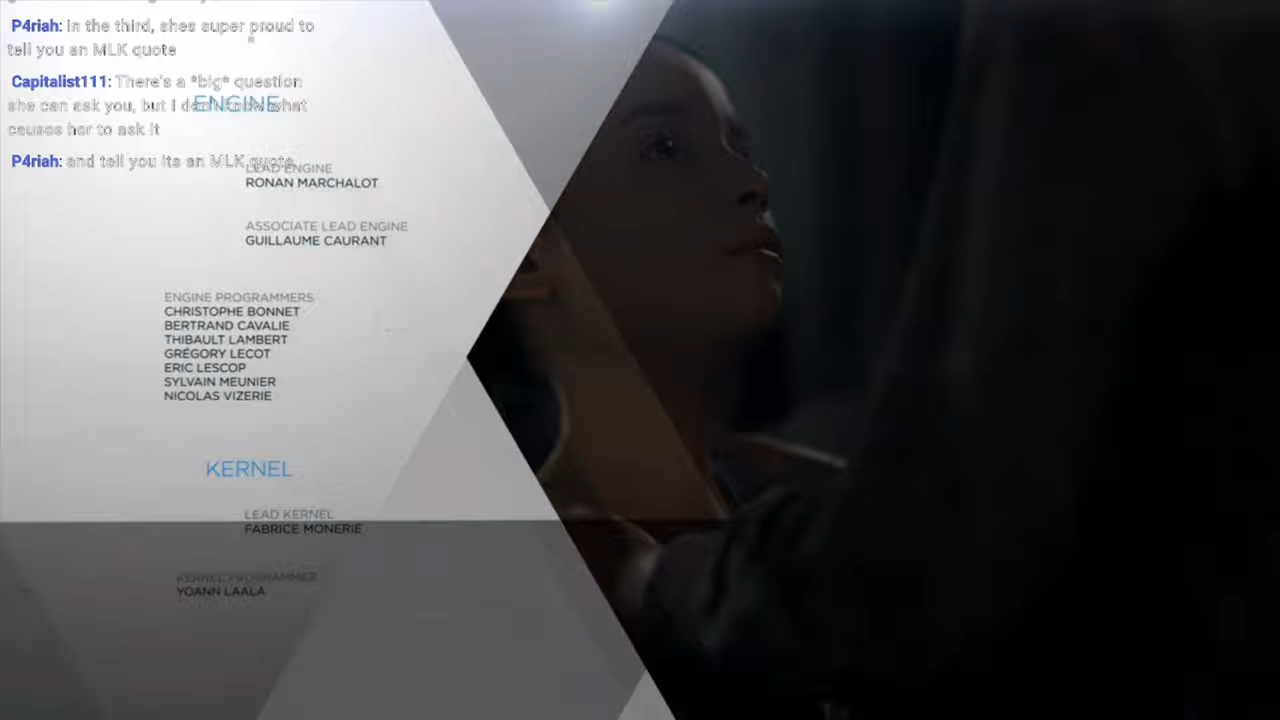 P4riah: In the third, shes super proud to
tell you an MLK quote
Capitalist111: There's a *big* question
she can ask you, but I don't know what
causes her to ask it
P4riah: and tell you its an MLK quote
ENGINE
LEAD ENGINE
RONAN MARCHALOT
ASSOCIATE LEAD ENGINE
GUILLAUME CAURANT
ENGINE PROGRAMMERS
CHRISTOPHE BONNET
BERTRAND CAVALIE
THIBAULT LAMBERT
GRÉGORY LECOT
ERIC LESCOP
SYLVAIN MEUNIER
NICOLAS VIZERIE
KERNEL
LEAD KERNEL
FABRICE MONERIE
KERNEL PROGRAMMER
YOANN LAALA